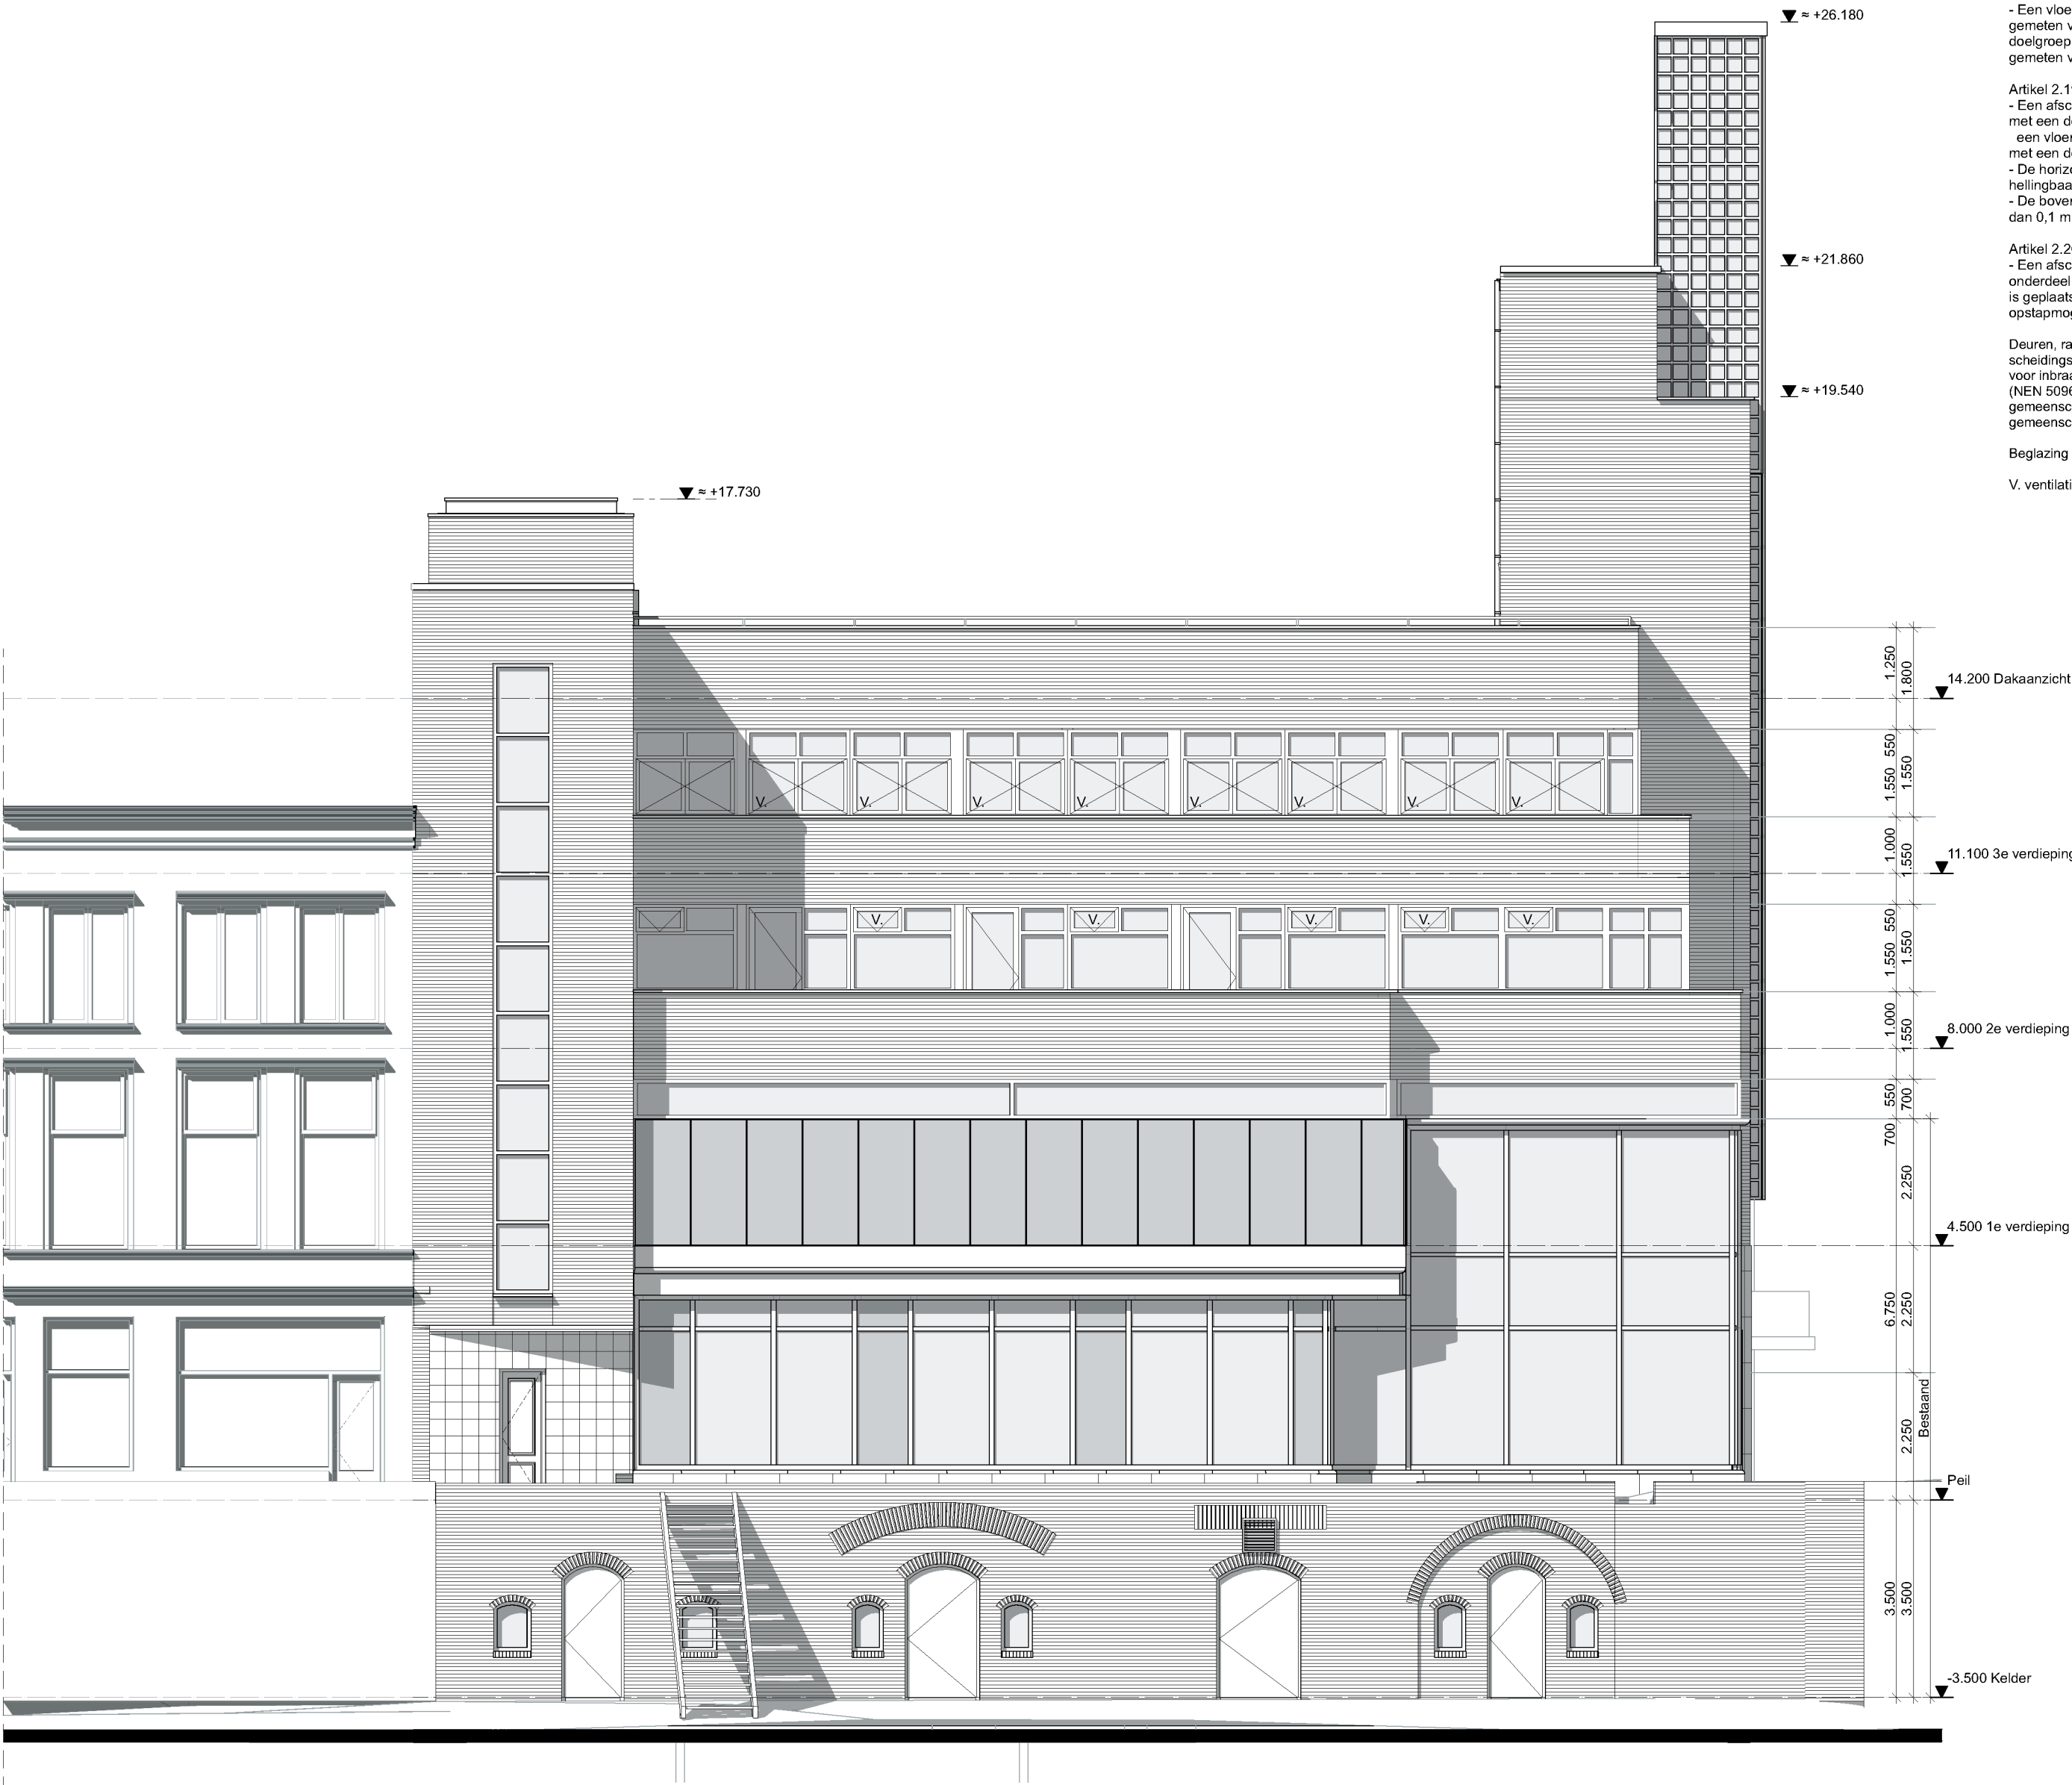 ≈ +26.180
≈ +21.860
≈ +19.540
≈ +17.730
- Een vloe
gemeten v
doelgroep
gemeten v
Artikel 2.1
- Een afsc
met een d
een vloer
met een d
- De horiz
hellingbaa
- De bove
dan 0,1 m
Artikel 2.2
- Een afsc
onderdeel
is geplaats
opstapmo
Deuren, ra
scheidings
voor inbraa
(NEN 5096
gemeensc
gemeensc
Beglazing
V. ventilati
1.250
1.800
14.200 Dakaanzicht
550
1.550
1.550
V.
V.
V.
V.
V.
V.
V.
V.
1.000
1.550
11.100 3e verdieping
V.
V.
V.
V.
V.
550
1.550
1.550
1.000
1.550
8.000 2e verdieping
550
700
700
2.250
4.500 1e verdieping
6.750
2.250
2.250
Bestaand
Peil
3.500
3.500
-3.500 Kelder